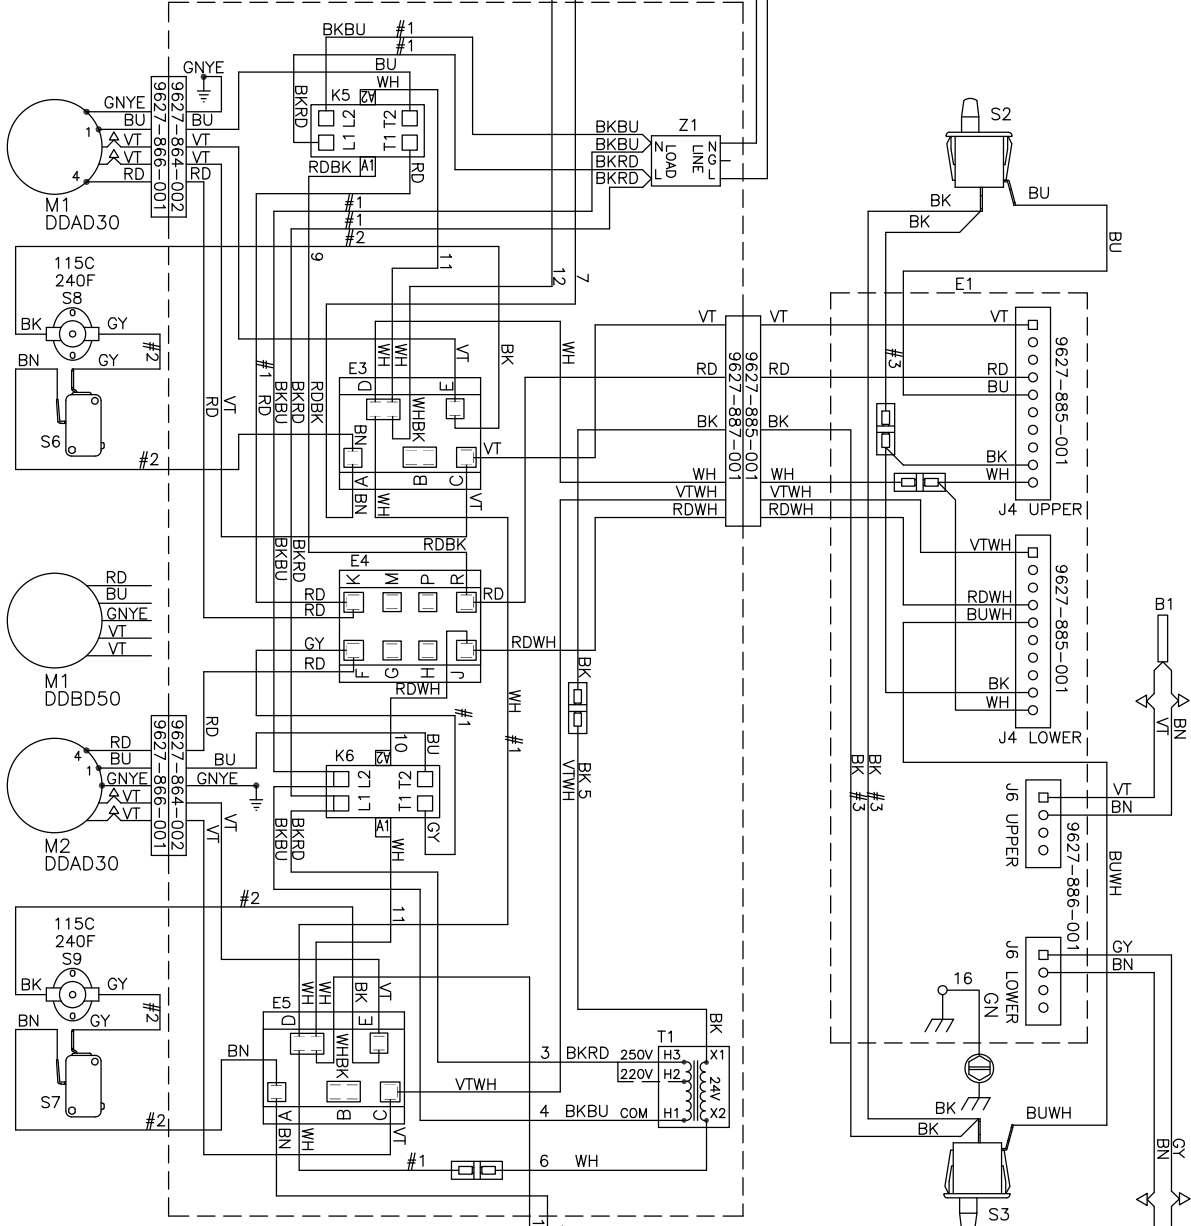 BKBU
#1
#1
BU
WH
GNYE
K5
A2
L2
T2
L1
T1
A1
BKRD
RDBK
RD
GNYE
BU
VT
VT
RD
1
4
9627-866-001
9627-864-002
BU
VT
VT
RD
M1
DDAD30
BKBU
BKBU
BKRD
BKRD
Z1
N
L
LOAD
LINE
N
G
L
S2
BK
BK
BU
BU
#1
#1
#2
9
11
12
7
115C
240F
S8
BK
GY
BN
GY
#2
S6
#2
RD
VT
#1
RD
BKBU
BKRD
RDBK
WH
WH
VT
BK
WH
E3
D
E
WHBK
BN
A
B
C
VT
BN
WH
VT
VT
RD
BK
WH
VTWH
RDWH
9627-887-001
9627-885-001
VT
RD
BK
WH
VTWH
RDWH
E1
#3
VT
RD
BU
BK
WH
9627-885-001
J4 UPPER
VTWH
RDWH
BUWH
BK
WH
9627-885-001
J4 LOWER
BKBU
BKRD
RDBK
E4
K
M
P
R
RD
RD
RD
GY
RD
F
G
H
J
RDWH
RDWH
RD
BU
GNYE
VT
VT
M1
DDBD50
BK
B1
VT
BN
#1
WH
#1
RD
RD
BU
GNYE
VT
VT
4
1
9627-866-001
9627-864-002
BU
GNYE
VT
VT
M2
DDAD30
10
BU
K6
A2
L2
T2
L1
T1
A1
GY
WH
BKBU
BKRD
BK 5
VTWH
BK
#3
BK
#3
J6 UPPER
VT
BN
9627-886-001
BUWH
J6 LOWER
GY
BN
#2
11
115C
240F
S9
BK
GY
BN
GY
#2
S7
#2
WH
WH
BK
VT
E5
D
E
WHBK
BN
A
B
C
VTWH
BN
WH
VT
16
GN
BK
T1
3 BKRD 250V H3
220V H2
4 BKBU COM H1
X1
24V
X2
#1
6 WH
BK
BK
BUWH
S3
GY
BN
1